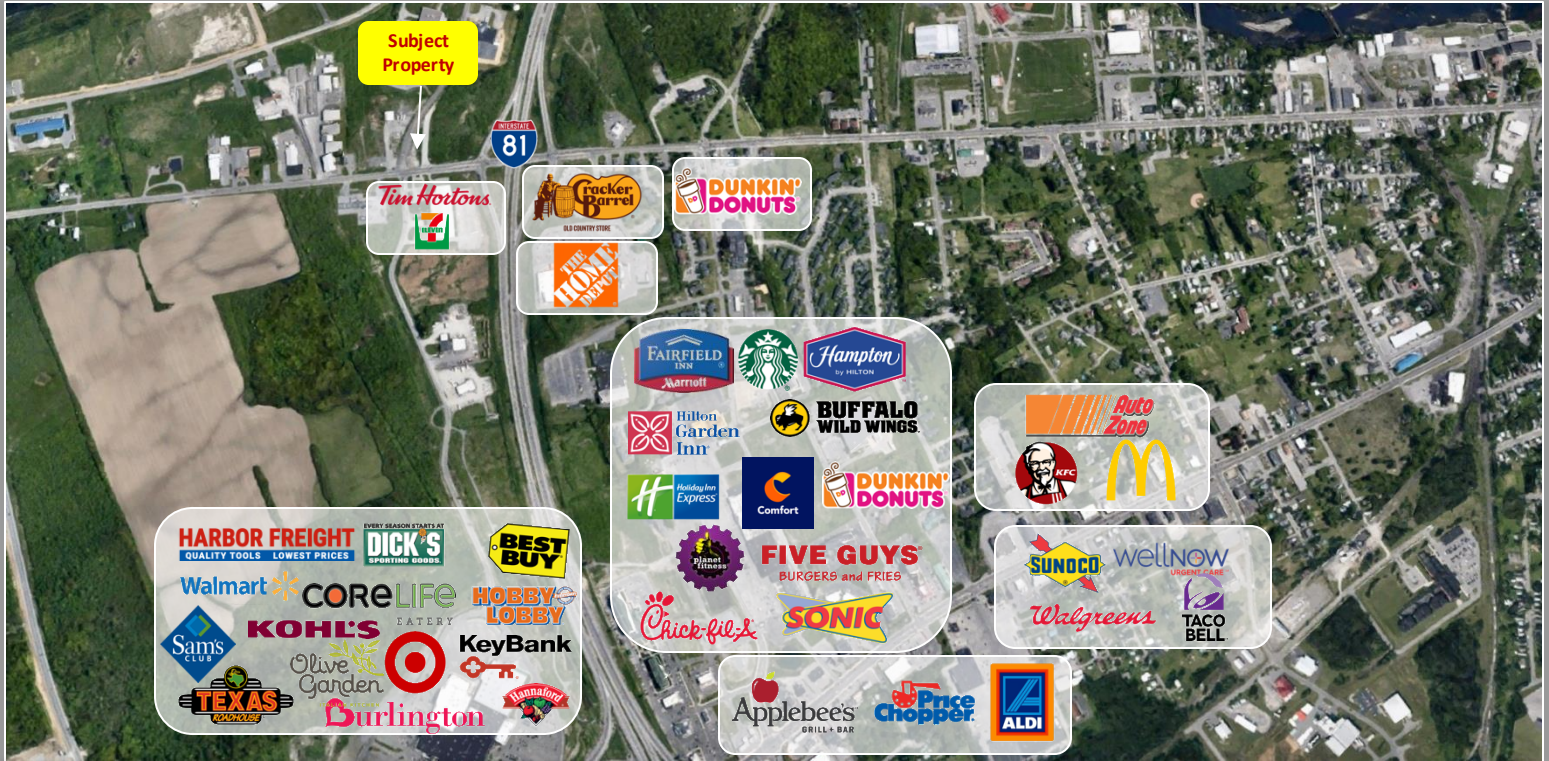 Subject
Property
INTERSTATE
81
Tim Hortons
7
ELEVEN
Cracker
Barrel
OLD COUNTRY STORE
DUNKIN'
DONUTS
THE
HOME
DEPOT
FAIRFIELD
INN
Marriott
Hampton
by HILTON
Hilton
Garden
Inn
BUFFALO
WILD WINGS
Holiday Inn
Express
Comfort
DUNKIN'
DONUTS
planet
fitness
FIVE GUYS
BURGERS and FRIES
Chick-fil-A
SONIC
Auto
Zone
KFC
SUNOCO
wellnow
URGENT CARE
Walgreens
TACO
BELL
HARBOR FREIGHT
QUALITY TOOLS LOWEST PRICES
EVERY SEASON STARTS AT
DICK'S
SPORTING GOODS
BEST
BUY
Walmart
CORELIFE
EATERY
HOBBY
LOBBY
Sam's
CLUB
KOHL'S
Olive
Garden
KeyBank
TEXAS
ROADHOUSE
Burlington
Hannaford
Applebee's
GRILL + BAR
Price
Chopper
ALDI